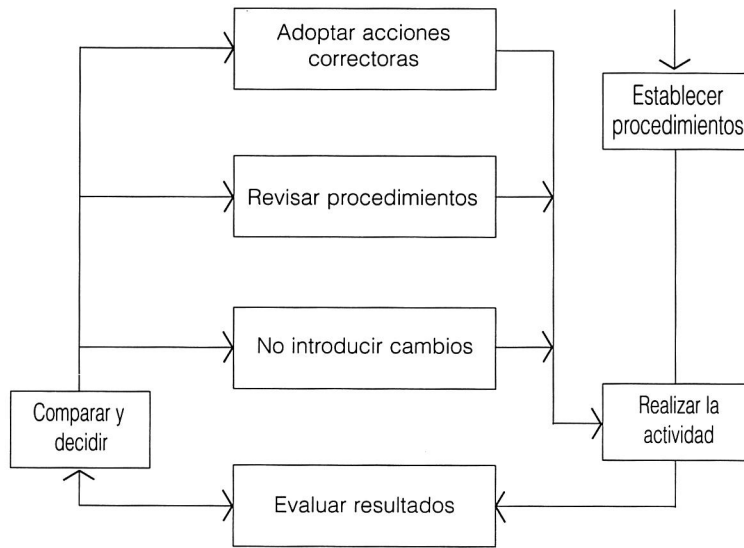 Adoptar acciones
correctoras
Establecer
procedimientos
Revisar procedimientos
No introducir cambios
Comparar y
decidir
Realizar la
actividad
Evaluar resultados